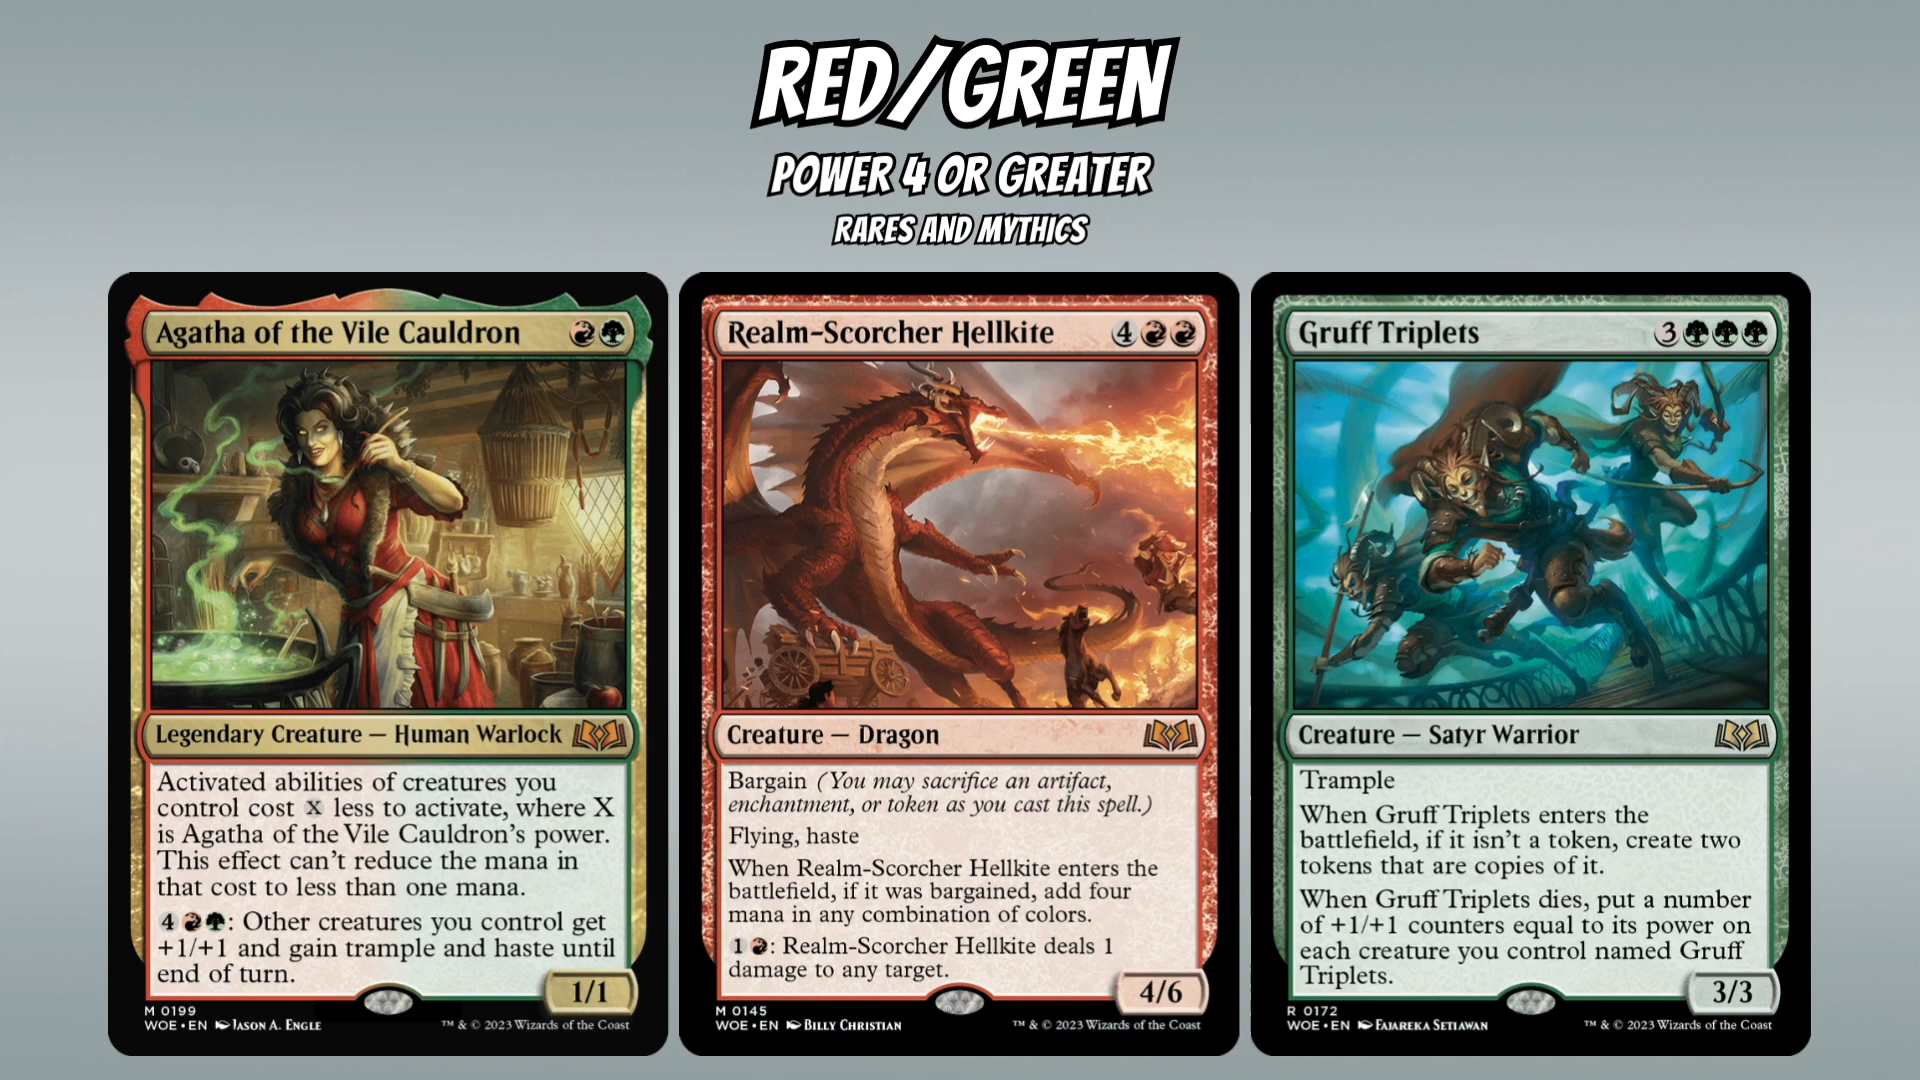 RED/GREEN
POWER 4 OR GREATER
RARES AND MYTHICS
Agatha of the Vile Cauldron
Legendary Creature — Human Warlock
Activated abilities of creatures you
control cost X less to activate, where X
is Agatha of the Vile Cauldron's power.
This effect can't reduce the mana in
that cost to less than one mana.
4 : Other creatures you control get
+1/+1 and gain trample and haste until
end of turn.
1/1
M 0199
WOE • EN JASON A. ENGLE
™ & © 2023 Wizards of the Coast
Realm-Scorcher Hellkite 4
Creature — Dragon
Bargain (You may sacrifice an artifact,
enchantment, or token as you cast this spell.)
Flying, haste
When Realm-Scorcher Hellkite enters the
battlefield, if it was bargained, add four
mana in any combination of colors.
1 : Realm-Scorcher Hellkite deals 1
damage to any target.
4/6
M 0145
WOE • EN BILLY CHRISTIAN
™ & © 2023 Wizards of the Coast
Gruff Triplets 3
Creature — Satyr Warrior
Trample
When Gruff Triplets enters the
battlefield, if it isn't a token, create two
tokens that are copies of it.
When Gruff Triplets dies, put a number
of +1/+1 counters equal to its power on
each creature you control named Gruff
Triplets.
3/3
R 0172
WOE • EN FAJAREKA SETIAWAN
™ & © 2023 Wizards of the Coast